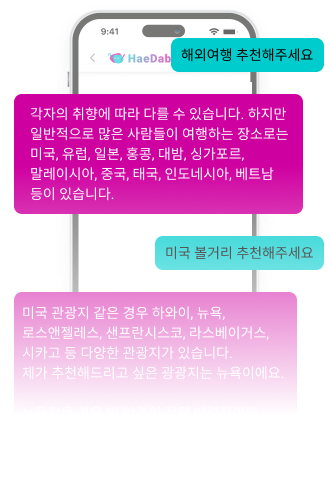 9:41
HaeDab
해외여행 추천해주세요
각자의 취향에 따라 다를 수 있습니다. 하지만
일반적으로 많은 사람들이 여행하는 장소로는
미국, 유럽, 일본, 홍콩, 대밤, 싱가포르,
말레이시아, 중국, 태국, 인도네시아, 베트남
등이 있습니다.
미국 볼거리 추천해주세요
미국 관광지 같은 경우 하와이, 뉴욕,
로스앤젤레스, 샌프란시스코, 라스베이거스,
시카고 등 다양한 관광지가 있습니다.
제가 추천해드리고 싶은 광광지는 뉴욕이에요.